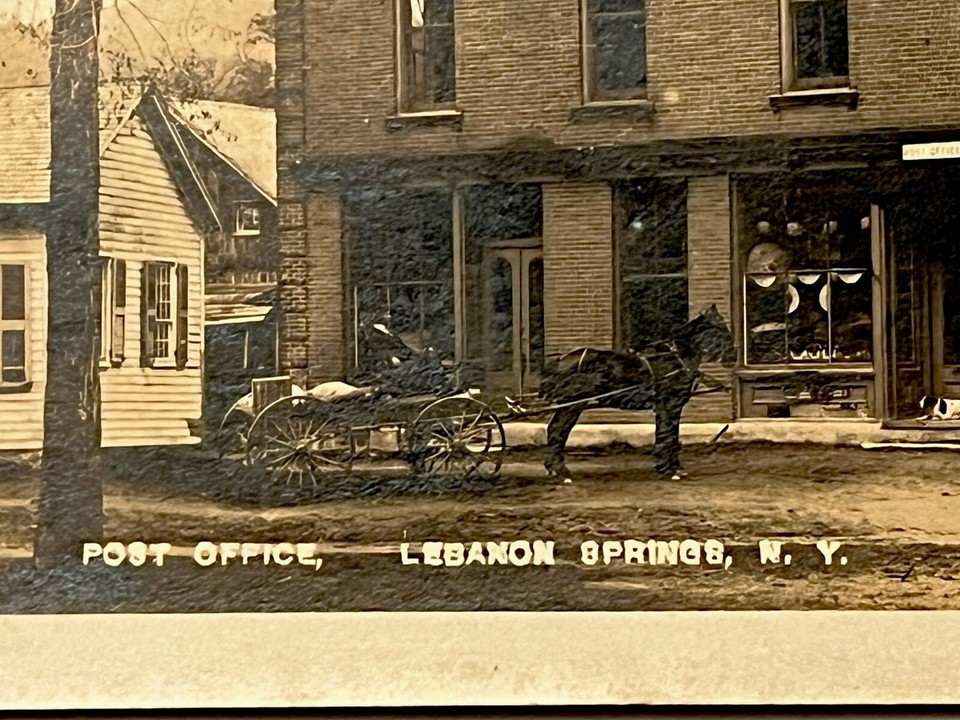 POST OFFICE
POST OFFICE, LEBANON SPRINGS, N. Y.